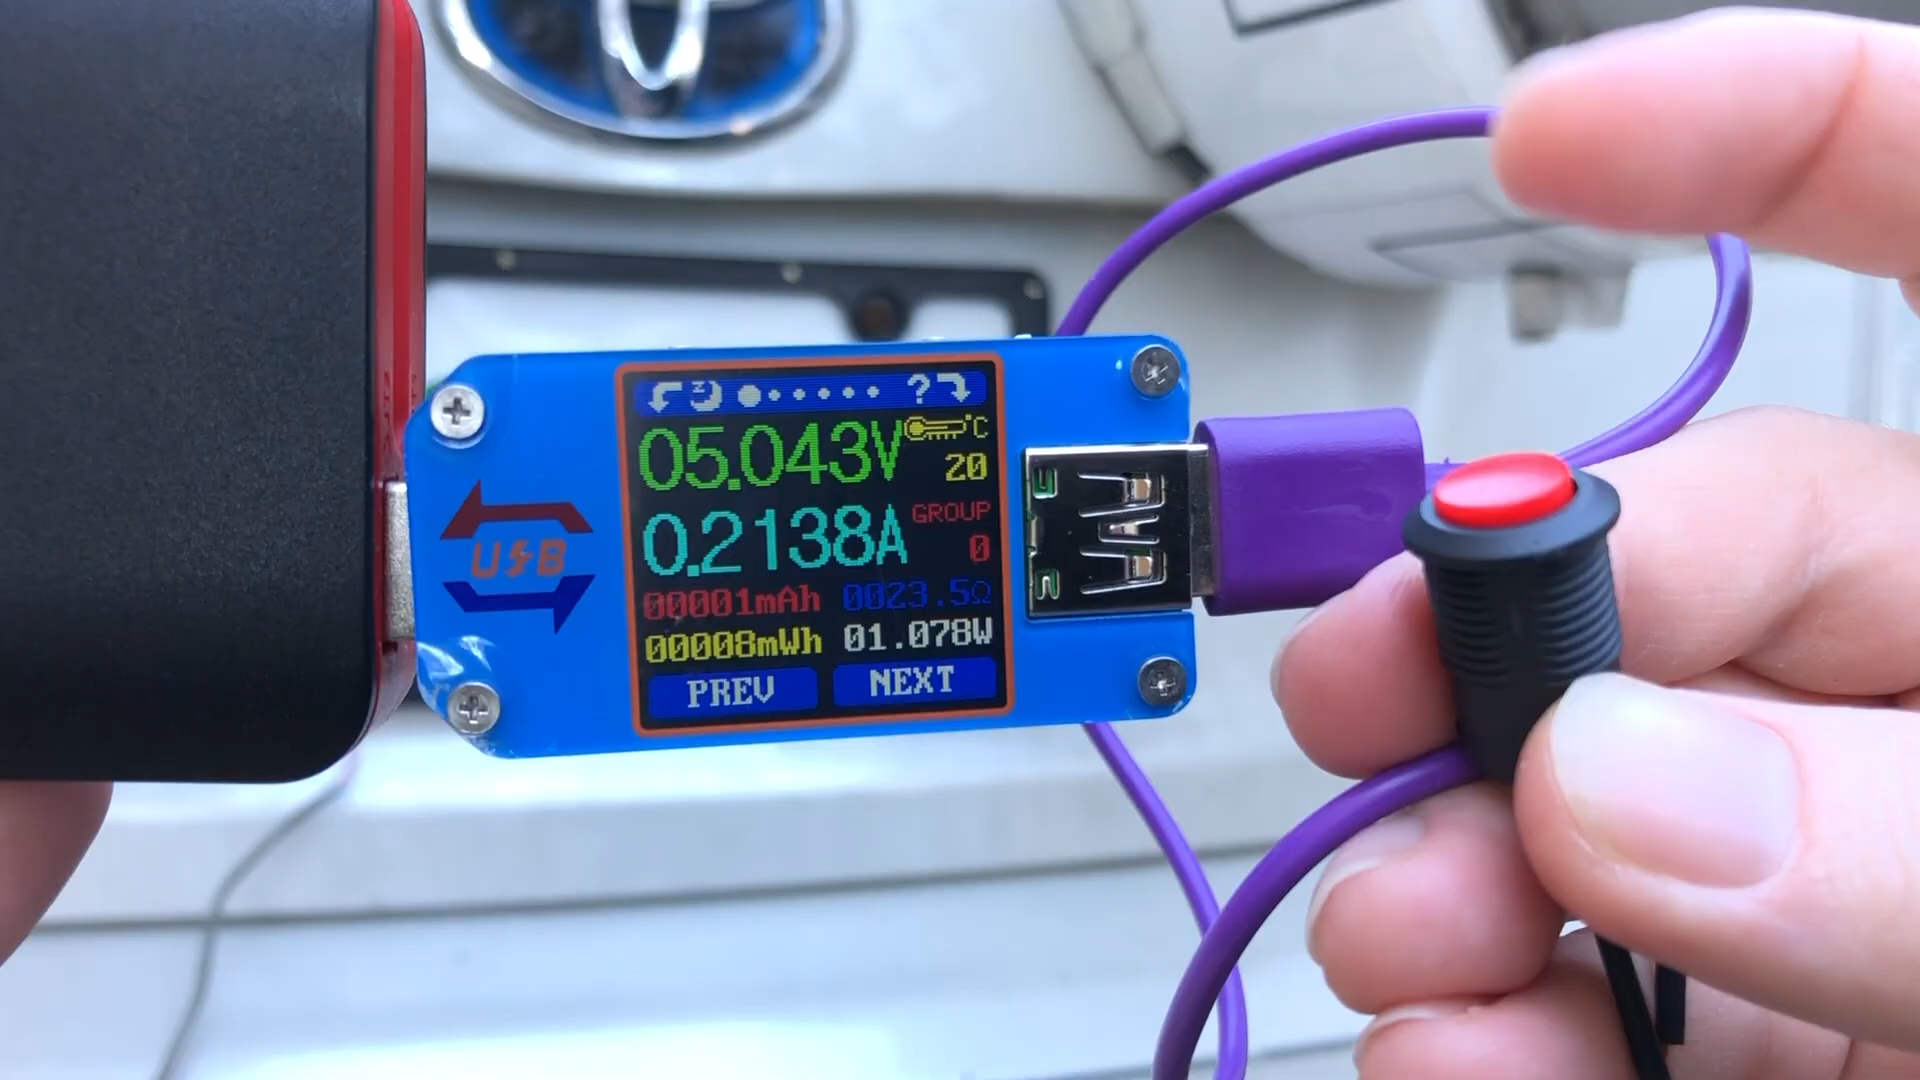 USB
?
05.043V
°C
20
0.2138A
GROUP
0
00001mAh
0023.5Ω
00008mWh
01.078W
PREV
NEXT